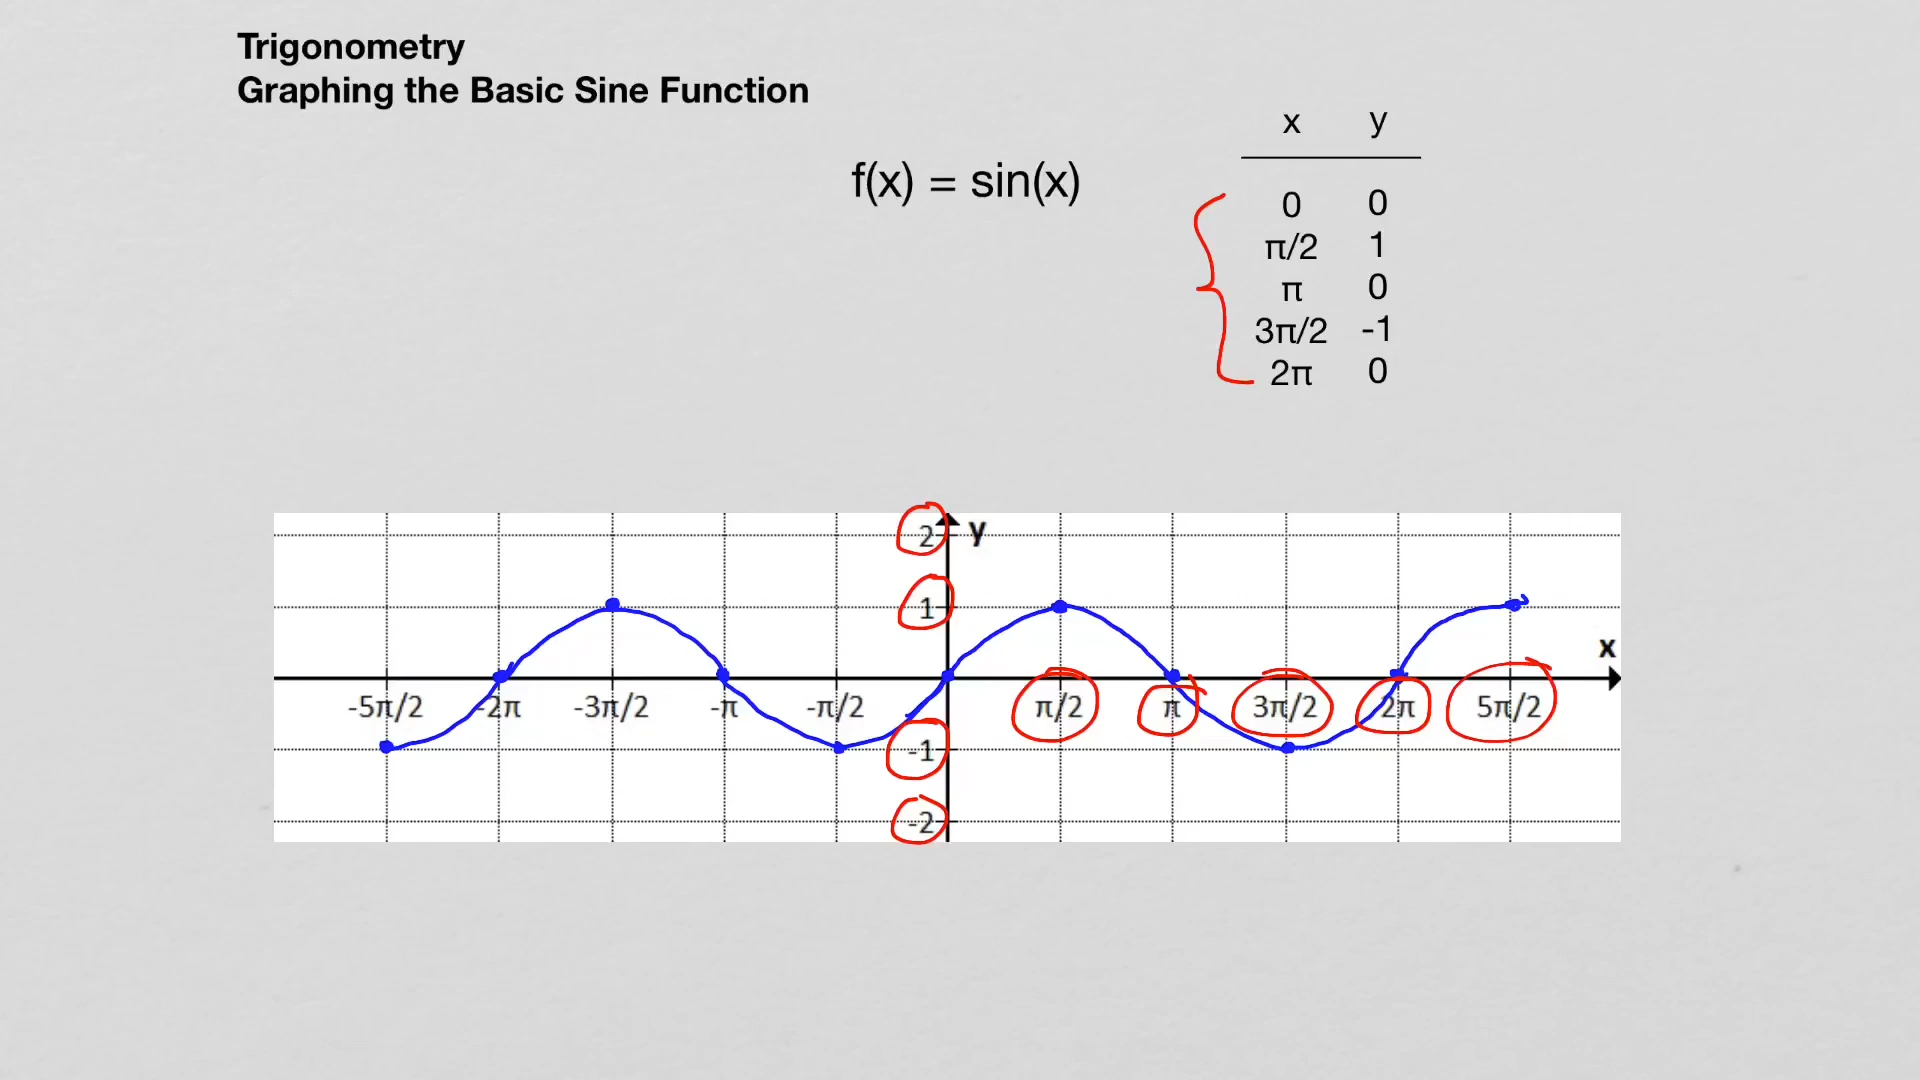 Trigonometry
Graphing the Basic Sine Function
f(x) = sin(x)
x y
0 0
π/2 1
π 0
3π/2 -1
2π 0
y
2
1
x
-5π/2 -2π -3π/2 -π -π/2 π/2 π 3π/2 2π 5π/2
-1
-2